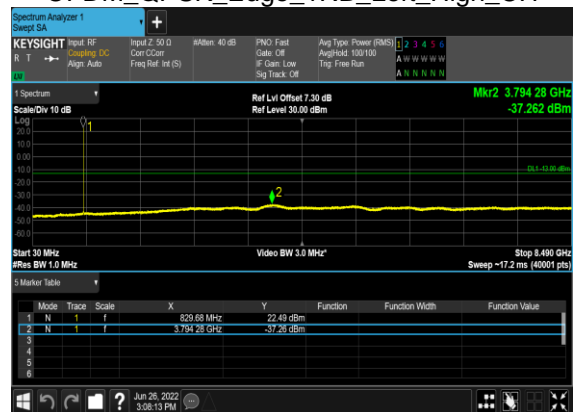 Spectrum Analyzer 1
Swept SA
+
KEYSIGHT Input: RF Input Z: 50 Ω #Atten: 40 dB PNO: Fast Avg Type: Power (RMS) 1 2 3 4 5 6
R T Coupling: DC Corr CCorr Gate: Off Avg|Hold: 100/100 A W W W W W
Align: Auto Freq Ref: Int (S) IF Gain: Low Trig: Free Run
LW Sig Track: Off A N N N N N
1 Spectrum Ref Lvl Offset 7.30 dB Mkr2 3.794 28 GHz
Scale/Div 10 dB Ref Level 30.00 dBm -37.262 dBm
Log
1
20.0
10.0
0.00
-10.0
DL1 -13.00 dBm
-20.0
-30.0
2
-40.0
-50.0
-60.0
Start 30 MHz Video BW 3.0 MHz* Stop 8.490 GHz
#Res BW 1.0 MHz Sweep ~17.2 ms (40001 pts)
5 Marker Table
Mode Trace Scale X Y Function Function Width Function Value
1 N 1 f 829.68 MHz 22.49 dBm
2 N 1 f 3.794 28 GHz -37.26 dBm
3
4
5
6
? Jun 26, 2022
3:08:13 PM